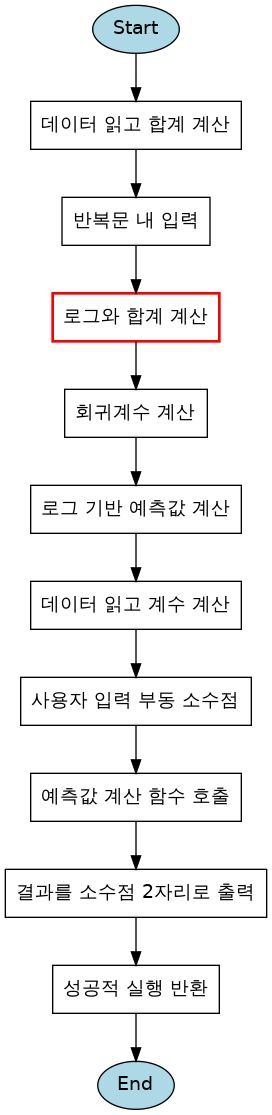 Start
데이터 읽고 합계 계산
반복문 내 입력
로그와 합계 계산
회귀계수 계산
로그 기반 예측값 계산
데이터 읽고 계수 계산
사용자 입력 부동 소수점
예측값 계산 함수 호출
결과를 소수점 2자리로 출력
성공적 실행 반환
End